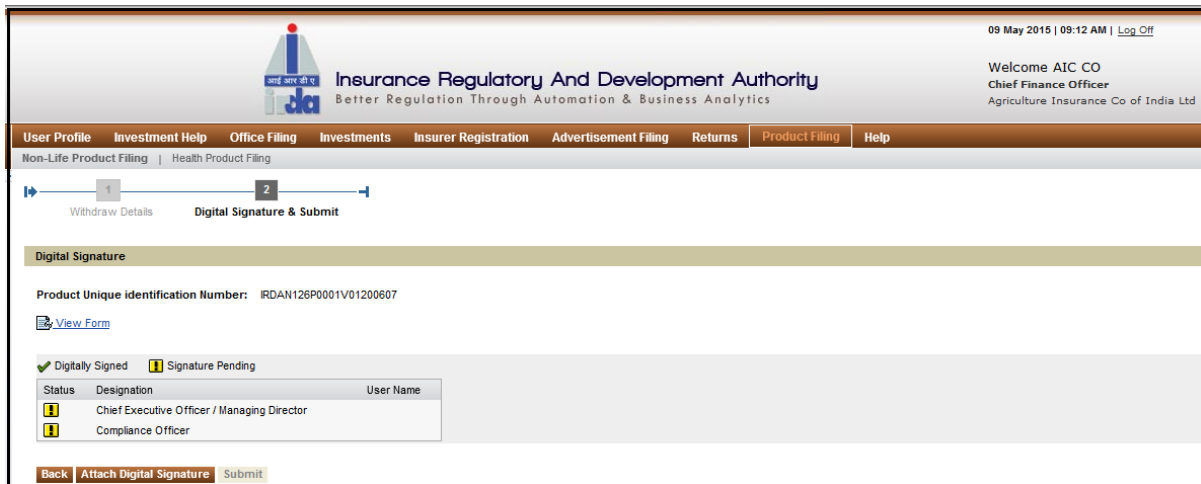 09 May 2015 | 09:12 AM | Log Off
आई आर डी ए
irda
Insurance Regulatory And Development Authority
Better Regulation Through Automation & Business Analytics
Welcome AIC CO
Chief Finance Officer
Agriculture Insurance Co of India Ltd
User Profile Investment Help Office Filing Investments Insurer Registration Advertisement Filing Returns Product Filing Help
Non-Life Product Filing | Health Product Filing
1 2
Withdraw Details Digital Signature & Submit
Digital Signature
Product Unique identification Number: IRDAN126P0001V01200607
View Form
Digitally Signed ! Signature Pending
Status Designation User Name
! Chief Executive Officer / Managing Director
! Compliance Officer
Back Attach Digital Signature Submit